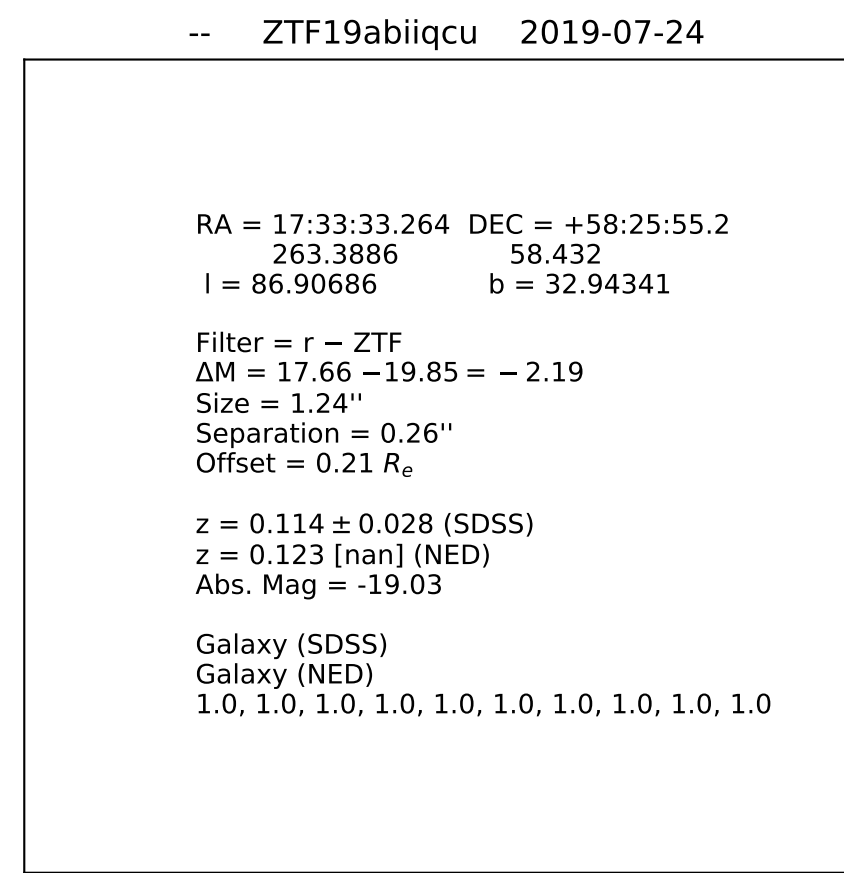 -- ZTF19abiiqcu 2019-07-24
RA = 17:33:33.264 DEC = +58:25:55.2
263.3886 58.432
l = 86.90686 b = 32.94341
Filter = r − ZTF
ΔM = 17.66 −19.85 = − 2.19
Size = 1.24''
Separation = 0.26''
Offset = 0.21 Re
z = 0.114 ± 0.028 (SDSS)
z = 0.123 [nan] (NED)
Abs. Mag = -19.03
Galaxy (SDSS)
Galaxy (NED)
1.0, 1.0, 1.0, 1.0, 1.0, 1.0, 1.0, 1.0, 1.0, 1.0